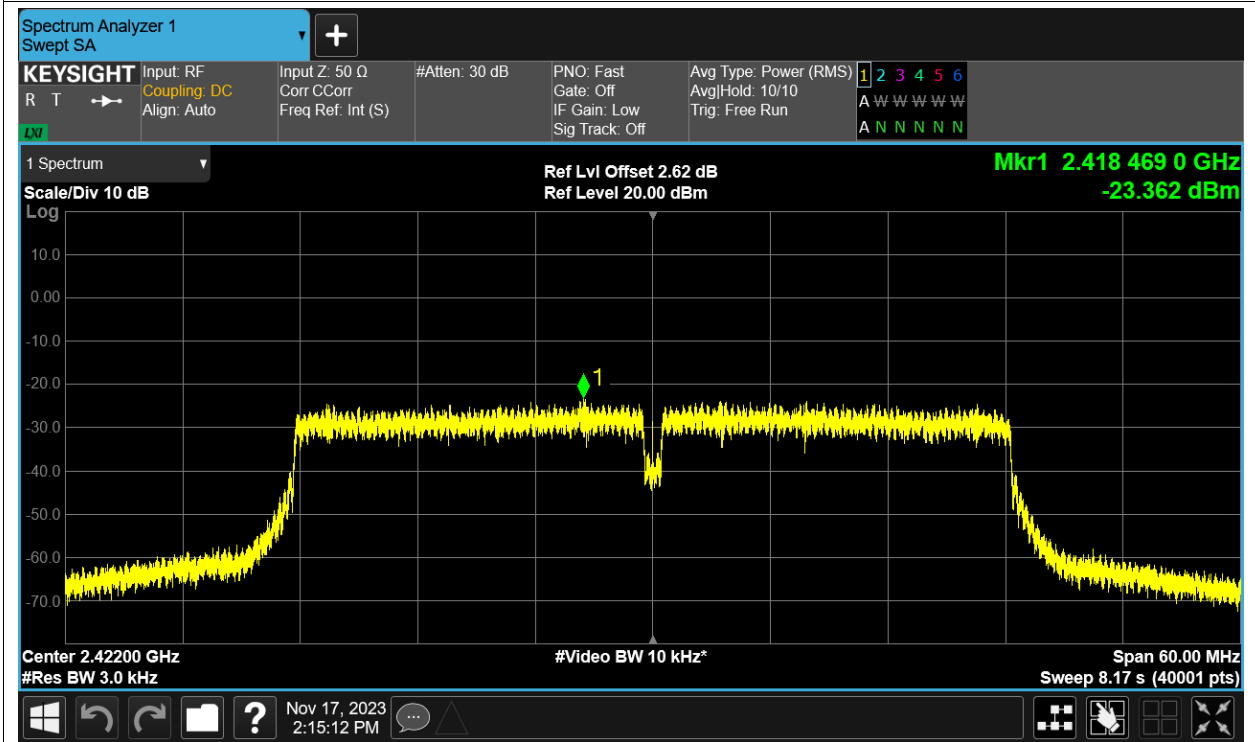 Spectrum Analyzer 1
Swept SA
KEYSIGHT
R T
LXI
Input: RF
Coupling: DC
Align: Auto
Input Z: 50 Ω
Corr CCorr
Freq Ref: Int (S)
#Atten: 30 dB
PNO: Fast
Gate: Off
IF Gain: Low
Sig Track: Off
Avg Type: Power (RMS)
Avg|Hold: 10/10
Trig: Free Run
1 2 3 4 5 6
A W W W W W
A N N N N N
1 Spectrum
Scale/Div 10 dB
Ref Lvl Offset 2.62 dB
Ref Level 20.00 dBm
Mkr1 2.418 469 0 GHz
-23.362 dBm
Log
10.0
0.00
-10.0
-20.0
-30.0
-40.0
-50.0
-60.0
-70.0
1
Center 2.42200 GHz
#Res BW 3.0 kHz
#Video BW 10 kHz*
Span 60.00 MHz
Sweep 8.17 s (40001 pts)
?
Nov 17, 2023
2:15:12 PM